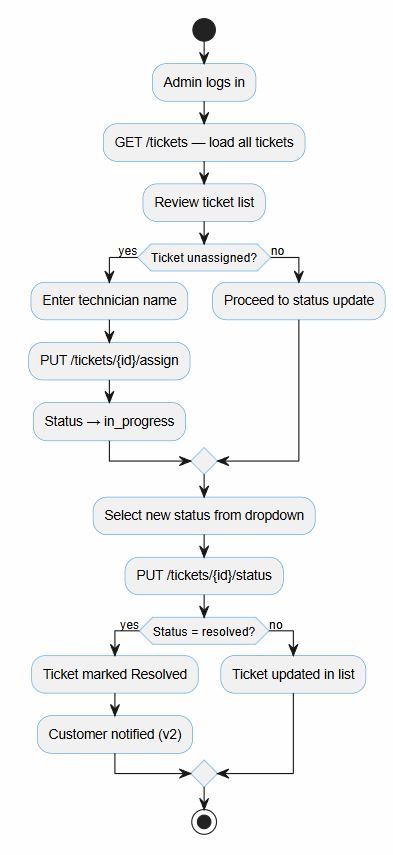 Admin logs in
GET /tickets — load all tickets
Review ticket list
yes
Ticket unassigned?
no
Enter technician name
Proceed to status update
PUT /tickets/{id}/assign
Status → in_progress
Select new status from dropdown
PUT /tickets/{id}/status
yes
Status = resolved?
no
Ticket marked Resolved
Ticket updated in list
Customer notified (v2)